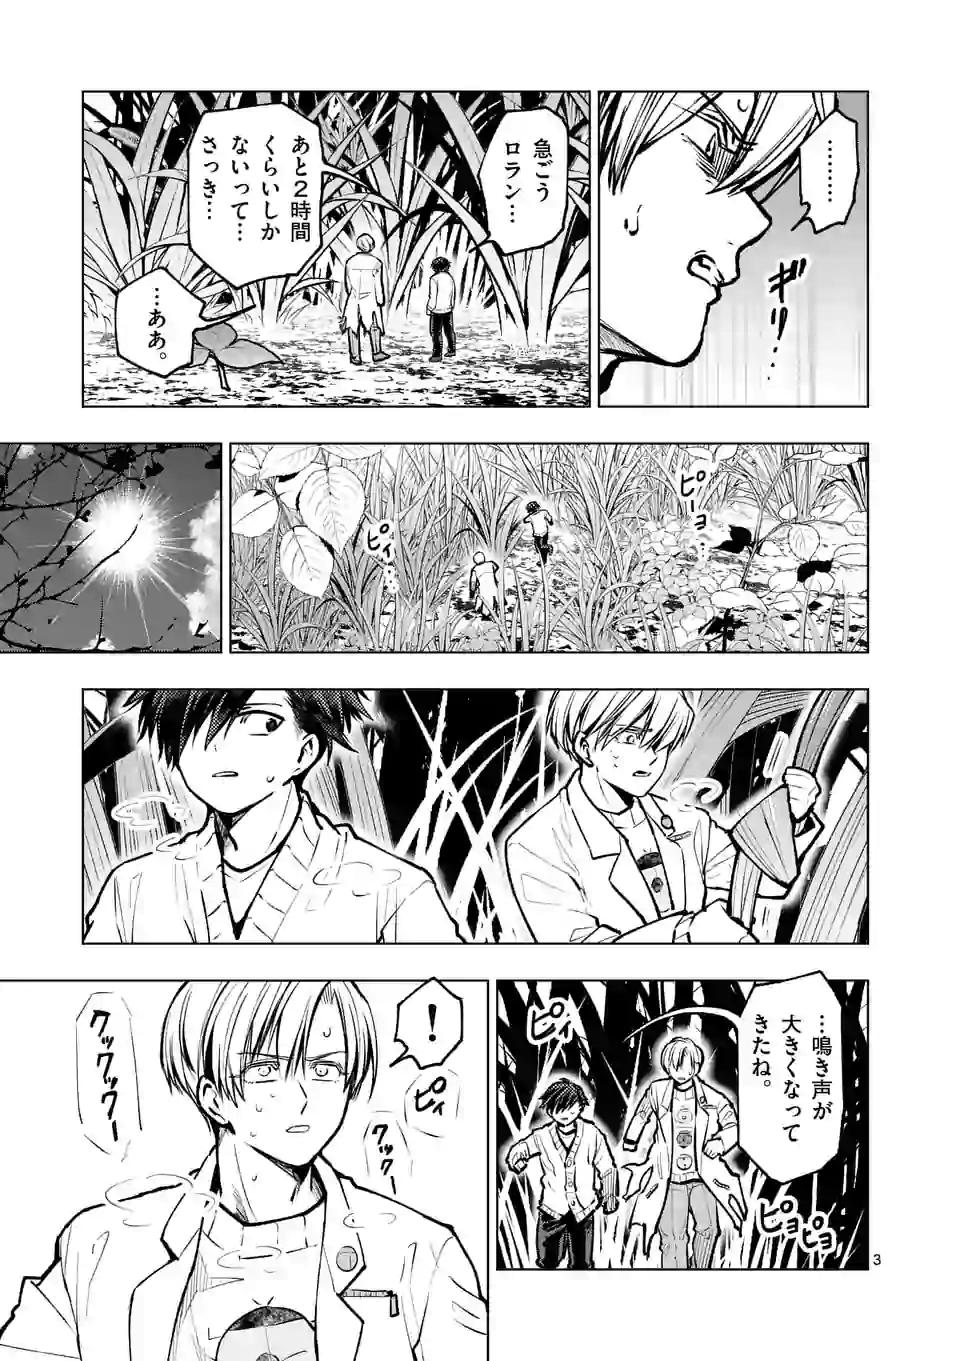 ………
……
ギリ…
急ごう
ロラン…
あと2時間
くらいしか
ないって…
さっき…
…ああ。
ピーヨ……
ピィ……
…鳴き声が
大きくなって
きたね。
ピィ
ピョ
ピョ
！
ピィ
クックー…
クックックー
3